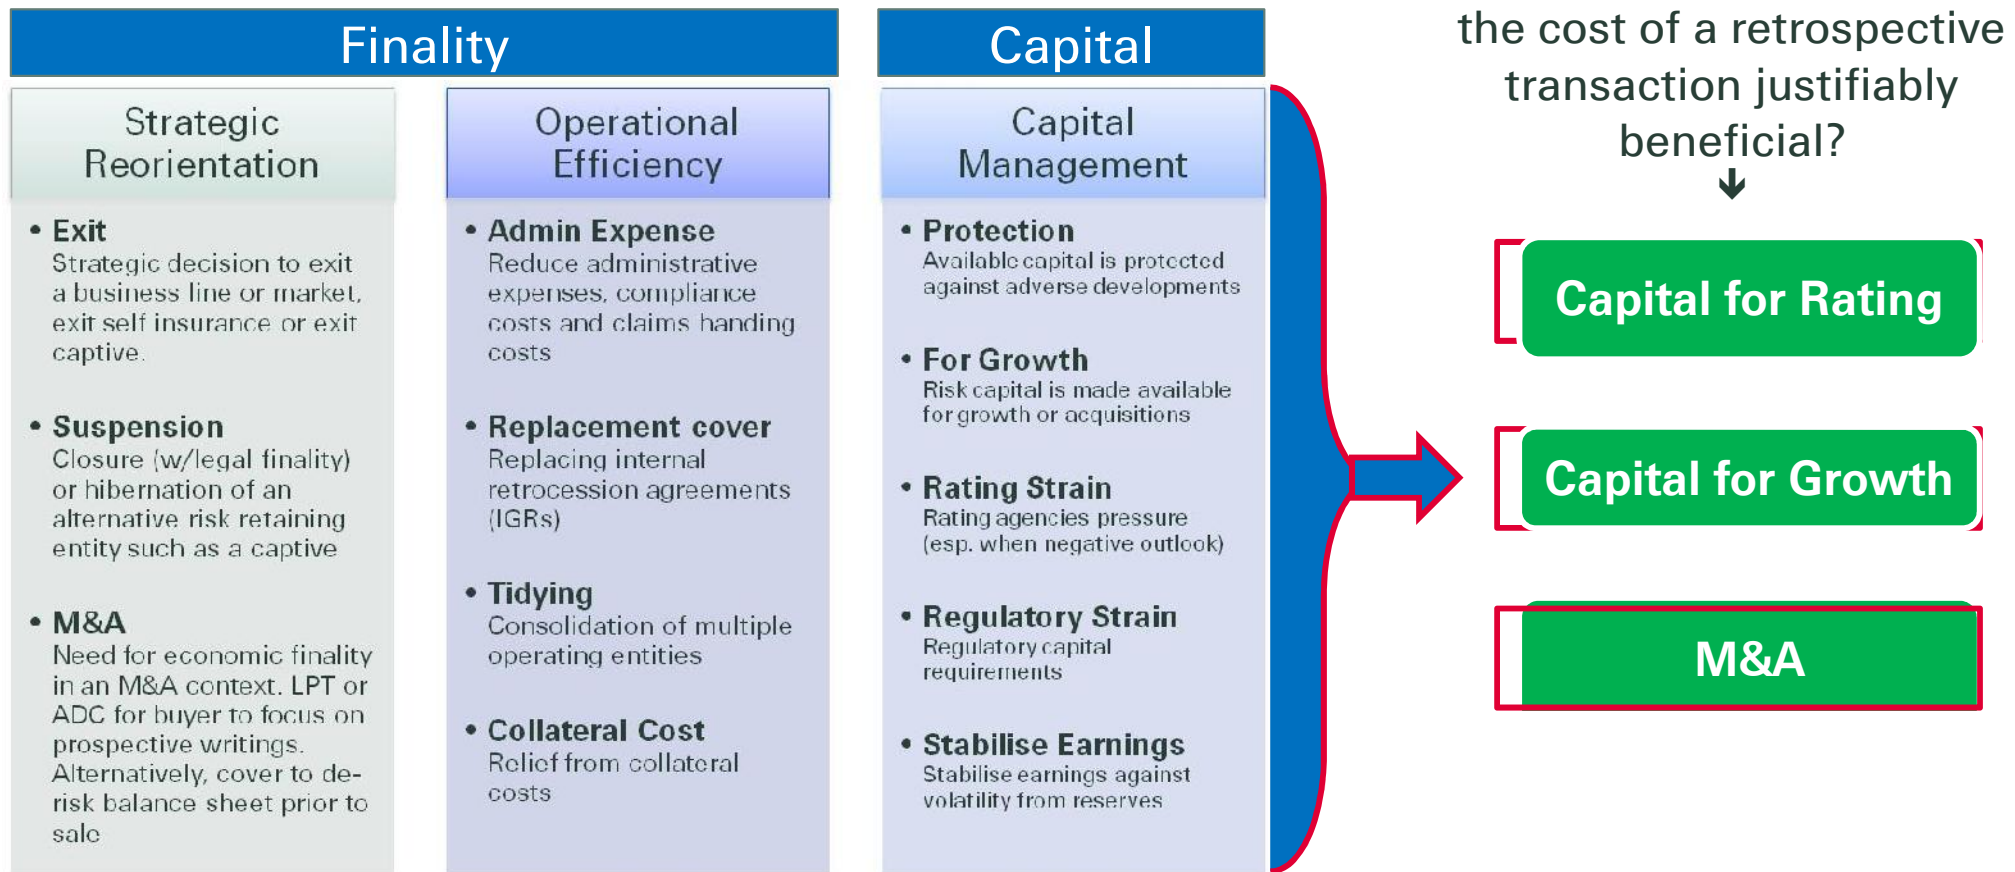 Finality
Strategic
Reorientation
• Exit
Strategic decision to exit
a business line or market,
exit self insurance or exit
captive.
• Suspension
Closure (w/legal finality)
or hibernation of an
alternative risk retaining
entity such as a captive
• M&A
Need for economic finality
in an M&A context. LPT or
ADC for buyer to focus on
prospective writings.
Alternatively, cover to de-
risk balance sheet prior to
sale
Operational
Efficiency
• Admin Expense
Reduce administrative
expenses, compliance
costs and claims handing
costs
• Replacement cover
Replacing internal
retrocession agreements
(IGRs)
• Tidying
Consolidation of multiple
operating entities
• Collateral Cost
Relief from collateral
costs
Capital
Capital
Management
• Protection
Available capital is protected
against adverse developments
• For Growth
Risk capital is made available
for growth or acquisitions
• Rating Strain
Rating agencies pressure
(esp. when negative outlook)
• Regulatory Strain
Regulatory capital
requirements
• Stabilise Earnings
Stabilise earnings against
volatility from reserves
the cost of a retrospective
transaction justifiably
beneficial?
Capital for Rating
Capital for Growth
M&A